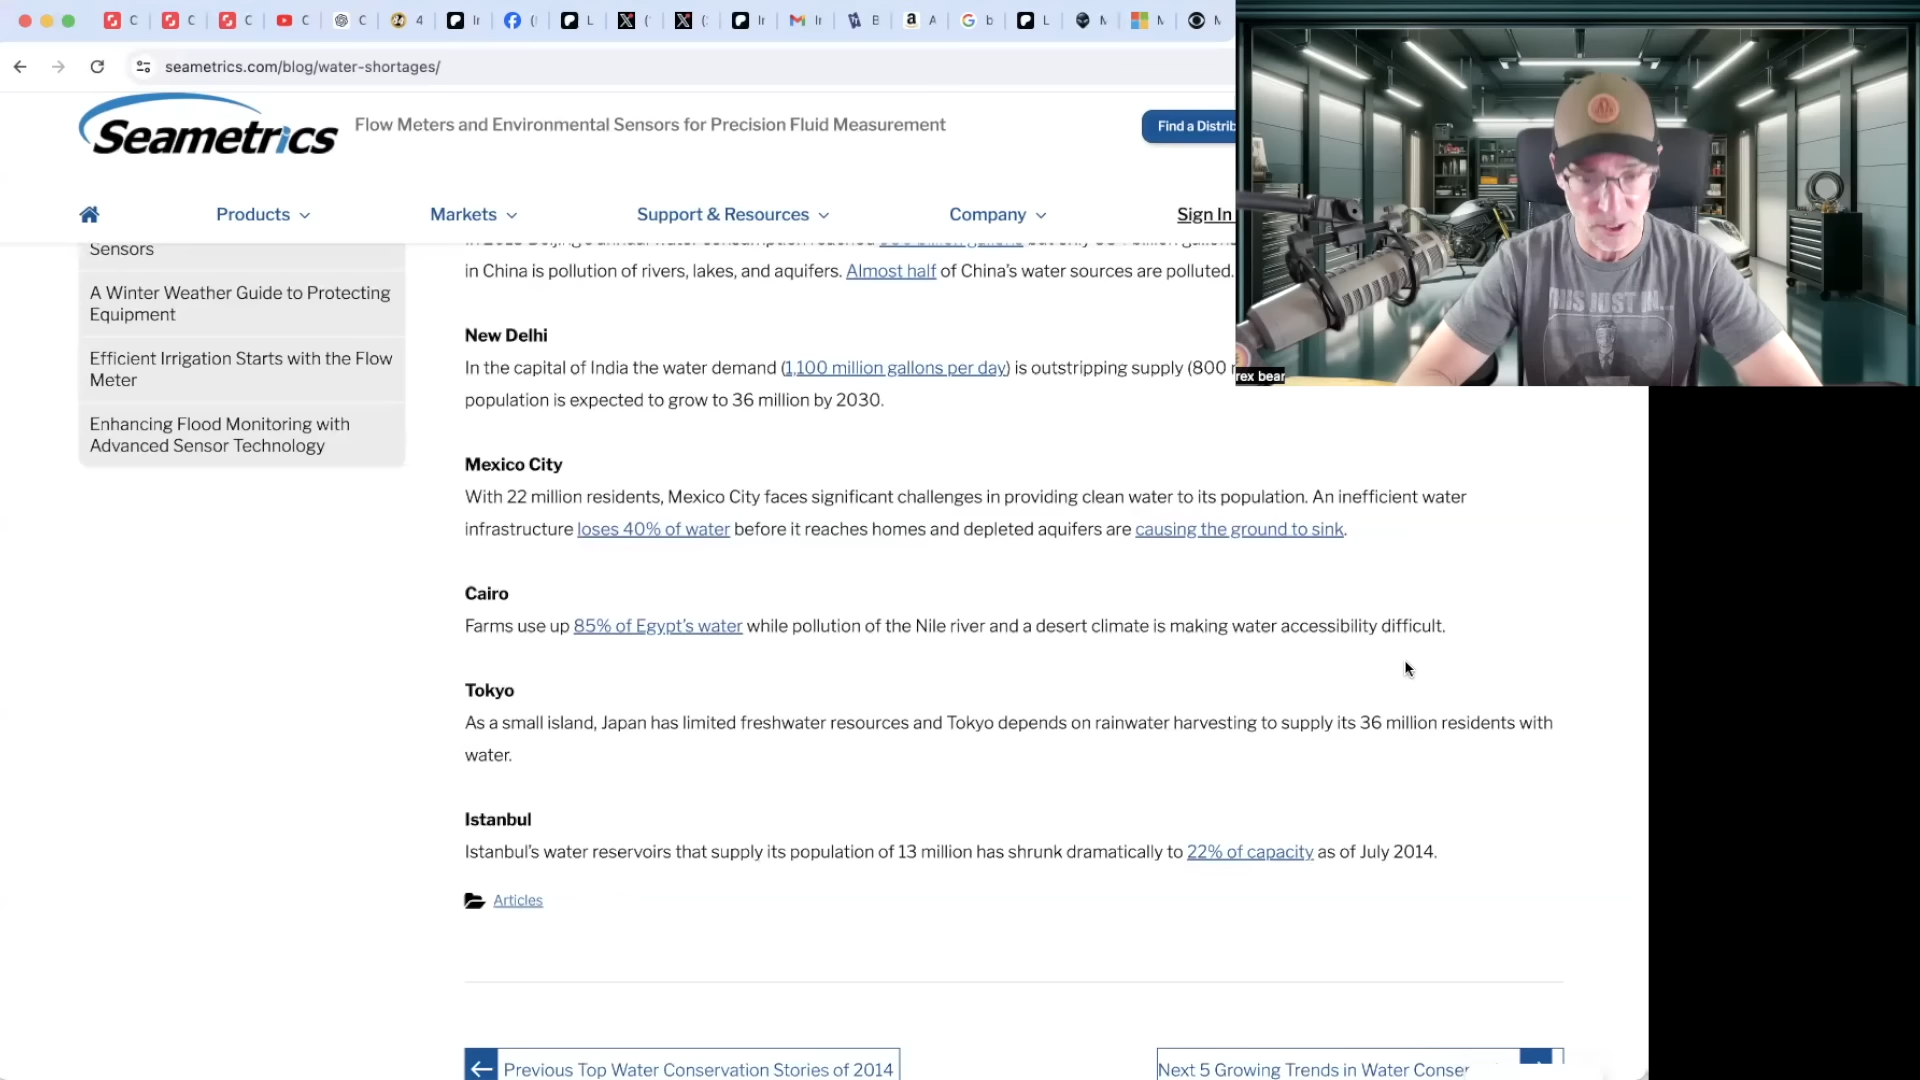 C
C
C
C
C
4
Ir
(
L
(
(
Ir
Ir
E
A
b
L
M
M
M
seametrics.com/blog/water-shortages/
Seametrics
Flow Meters and Environmental Sensors for Precision Fluid Measurement
Find a Distrib
Products
Markets
Support & Resources
Company
Sign In
Sensors
A Winter Weather Guide to Protecting
Equipment
Efficient Irrigation Starts with the Flow
Meter
Enhancing Flood Monitoring with
Advanced Sensor Technology
in China is pollution of rivers, lakes, and aquifers. Almost half of China's water sources are polluted.
New Delhi
In the capital of India the water demand (1,100 million gallons per day) is outstripping supply (800
population is expected to grow to 36 million by 2030.
Mexico City
With 22 million residents, Mexico City faces significant challenges in providing clean water to its population. An inefficient water
infrastructure loses 40% of water before it reaches homes and depleted aquifers are causing the ground to sink.
Cairo
Farms use up 85% of Egypt's water while pollution of the Nile river and a desert climate is making water accessibility difficult.
Tokyo
As a small island, Japan has limited freshwater resources and Tokyo depends on rainwater harvesting to supply its 36 million residents with
water.
Istanbul
Istanbul's water reservoirs that supply its population of 13 million has shrunk dramatically to 22% of capacity as of July 2014.
Articles
Previous Top Water Conservation Stories of 2014
Next 5 Growing Trends in Water Conser
THIS JUST IN...
rex bear